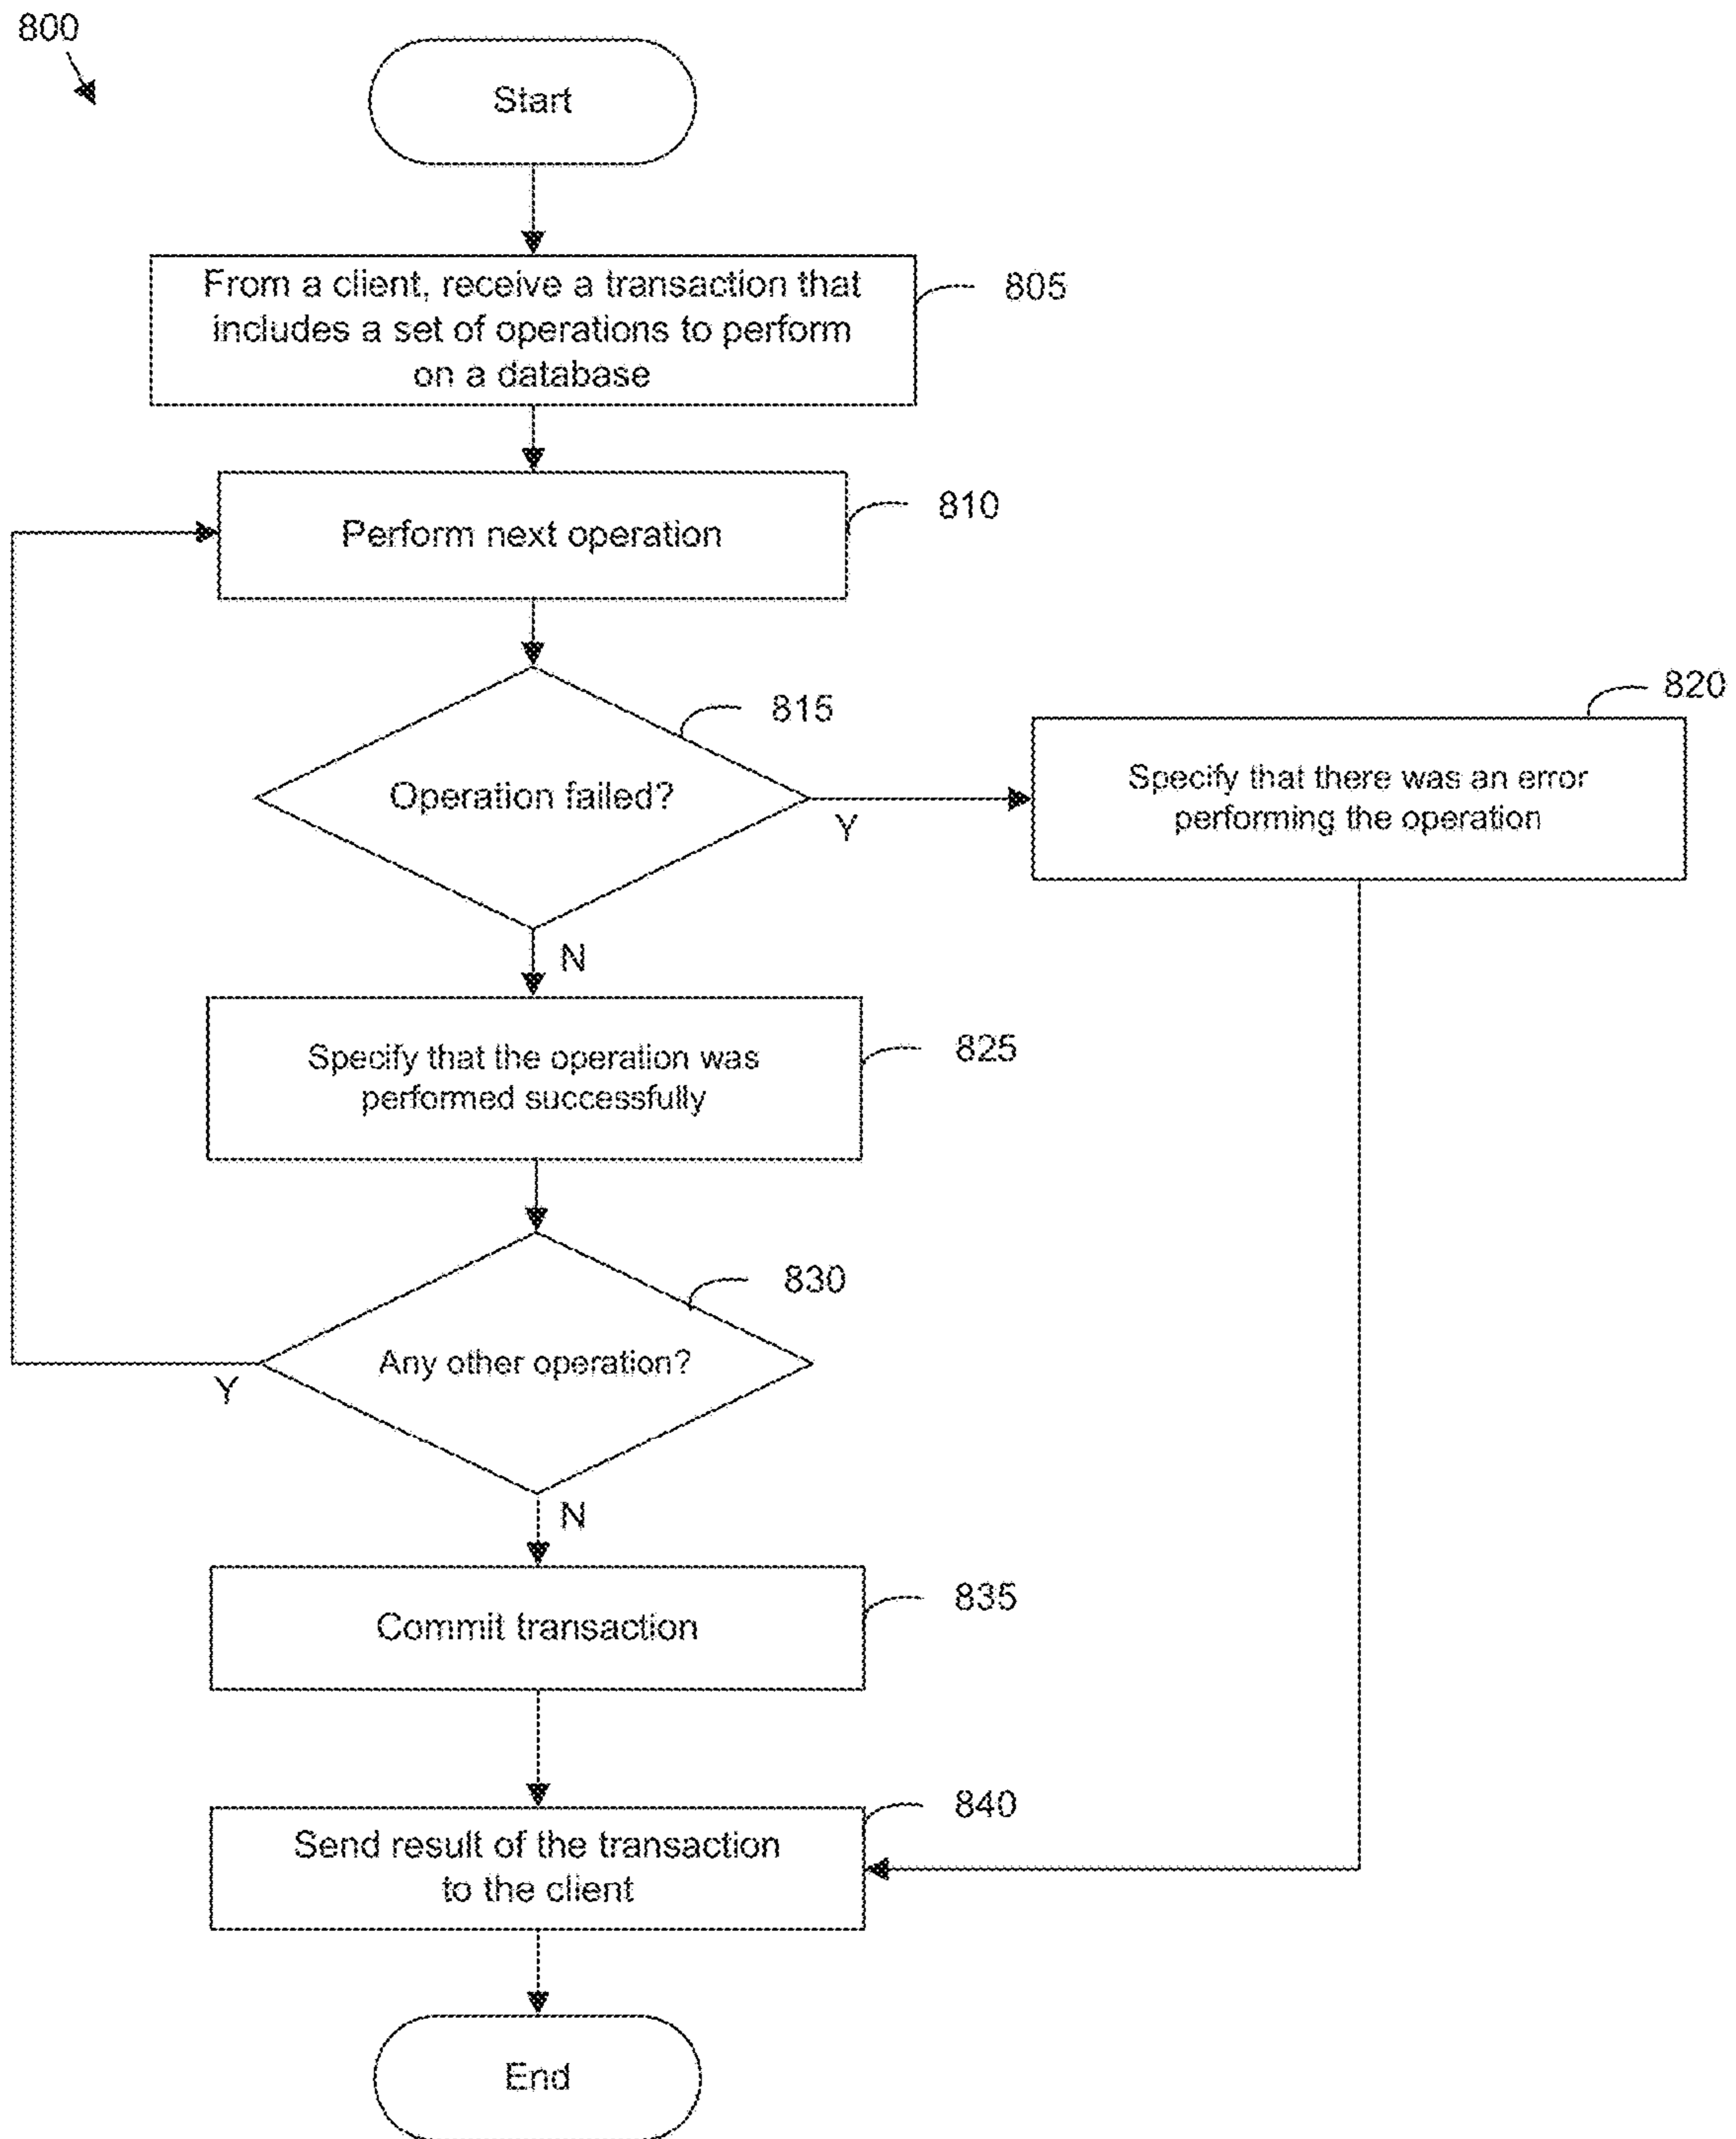 800
Start
From a client, receive a transaction that
includes a set of operations to perform
on a database
805
Perform next operation
810
Operation failed?
815
Y
Specify that there was an error
performing the operation
820
N
Specify that the operation was
performed successfully
825
Any other operation?
830
Y
N
Commit transaction
835
Send result of the transaction
to the client
840
End